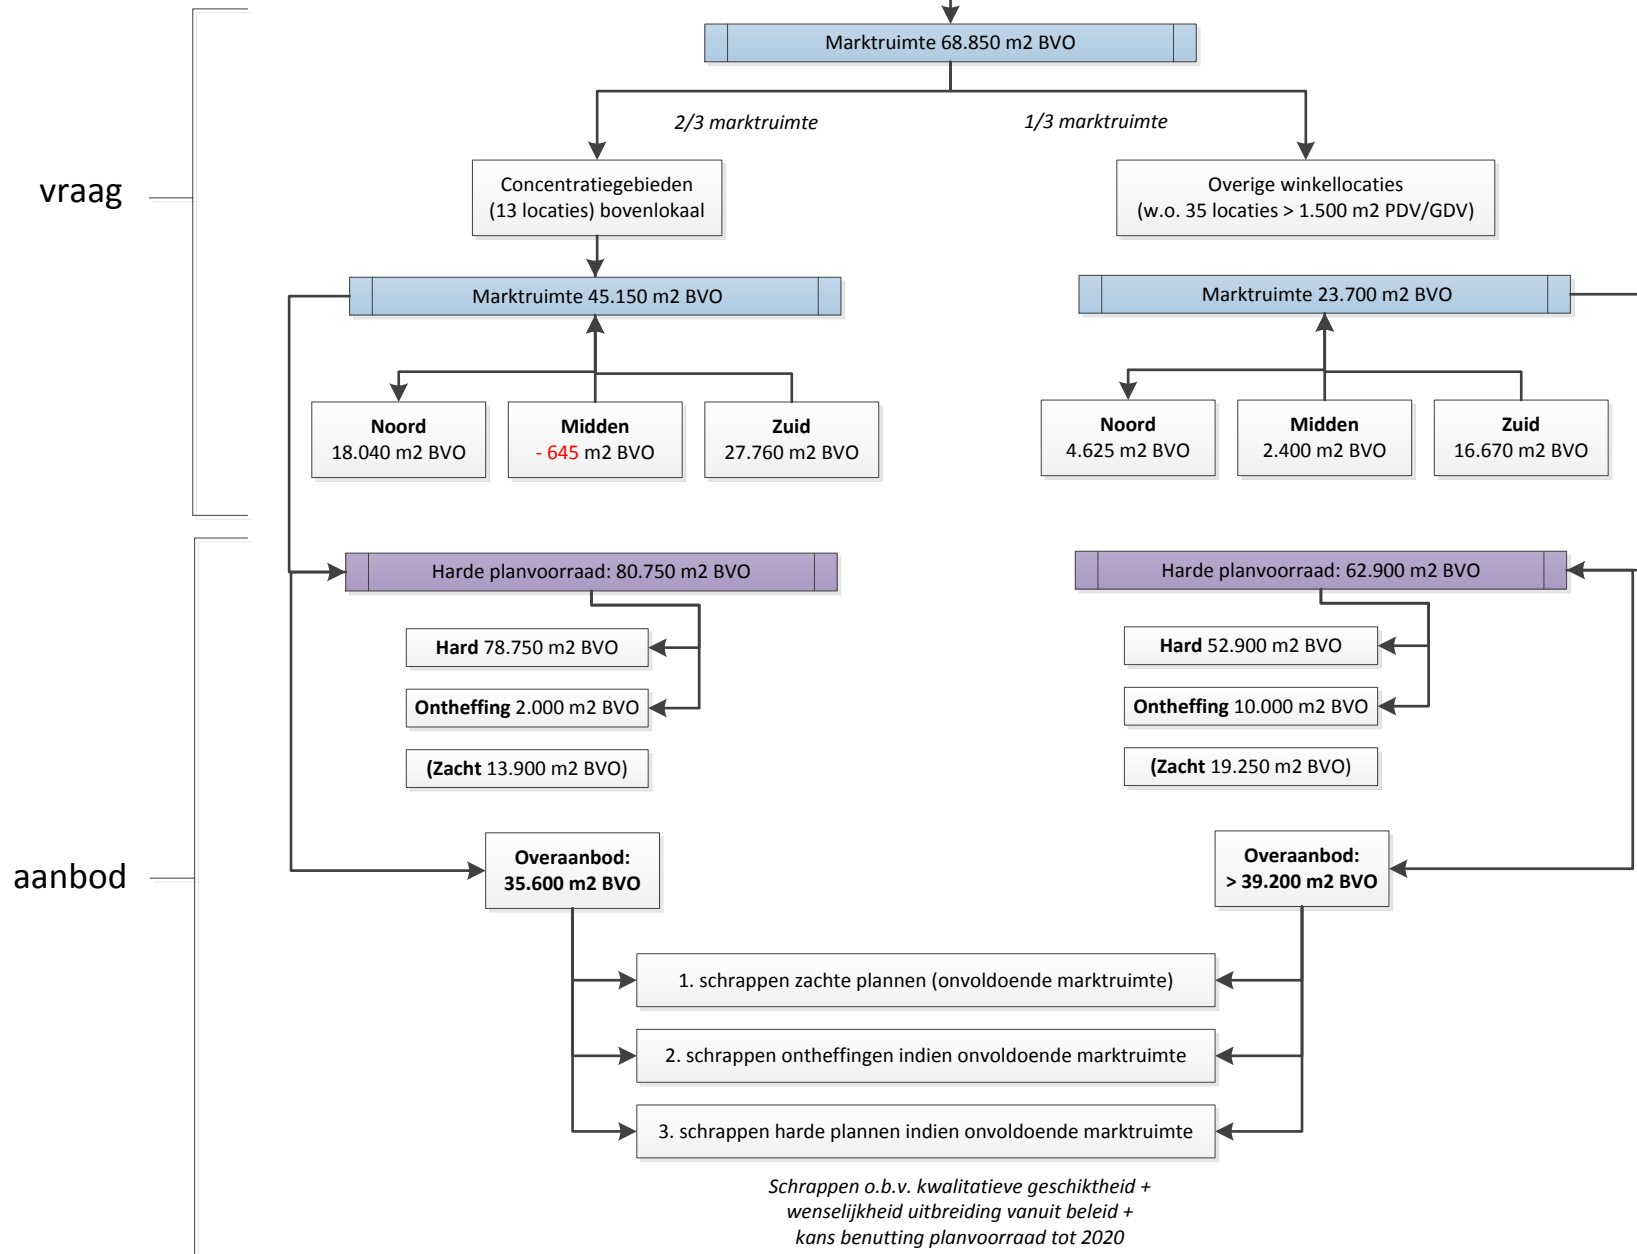 Marktruimte 68.850 m2 BVO
2/3 marktruimte
1/3 marktruimte
vraag
Concentratiegebieden
(13 locaties) bovenlokaal
Overige winkellocaties
(w.o. 35 locaties > 1.500 m2 PDV/GDV)
Marktruimte 45.150 m2 BVO
Marktruimte 23.700 m2 BVO
Noord
18.040 m2 BVO
Midden
- 645 m2 BVO
Zuid
27.760 m2 BVO
Noord
4.625 m2 BVO
Midden
2.400 m2 BVO
Zuid
16.670 m2 BVO
aanbod
Harde planvoorraad: 80.750 m2 BVO
Hard 78.750 m2 BVO
Ontheffing 2.000 m2 BVO
(Zacht 13.900 m2 BVO)
Harde planvoorraad: 62.900 m2 BVO
Hard 52.900 m2 BVO
Ontheffing 10.000 m2 BVO
(Zacht 19.250 m2 BVO)
Overaanbod:
35.600 m2 BVO
Overaanbod:
> 39.200 m2 BVO
1. schrappen zachte plannen (onvoldoende marktruimte)
2. schrappen ontheffingen indien onvoldoende marktruimte
3. schrappen harde plannen indien onvoldoende marktruimte
Schrappen o.b.v. kwalitatieve geschiktheid +
wenselijkheid uitbreiding vanuit beleid +
kans benutting planvoorraad tot 2020